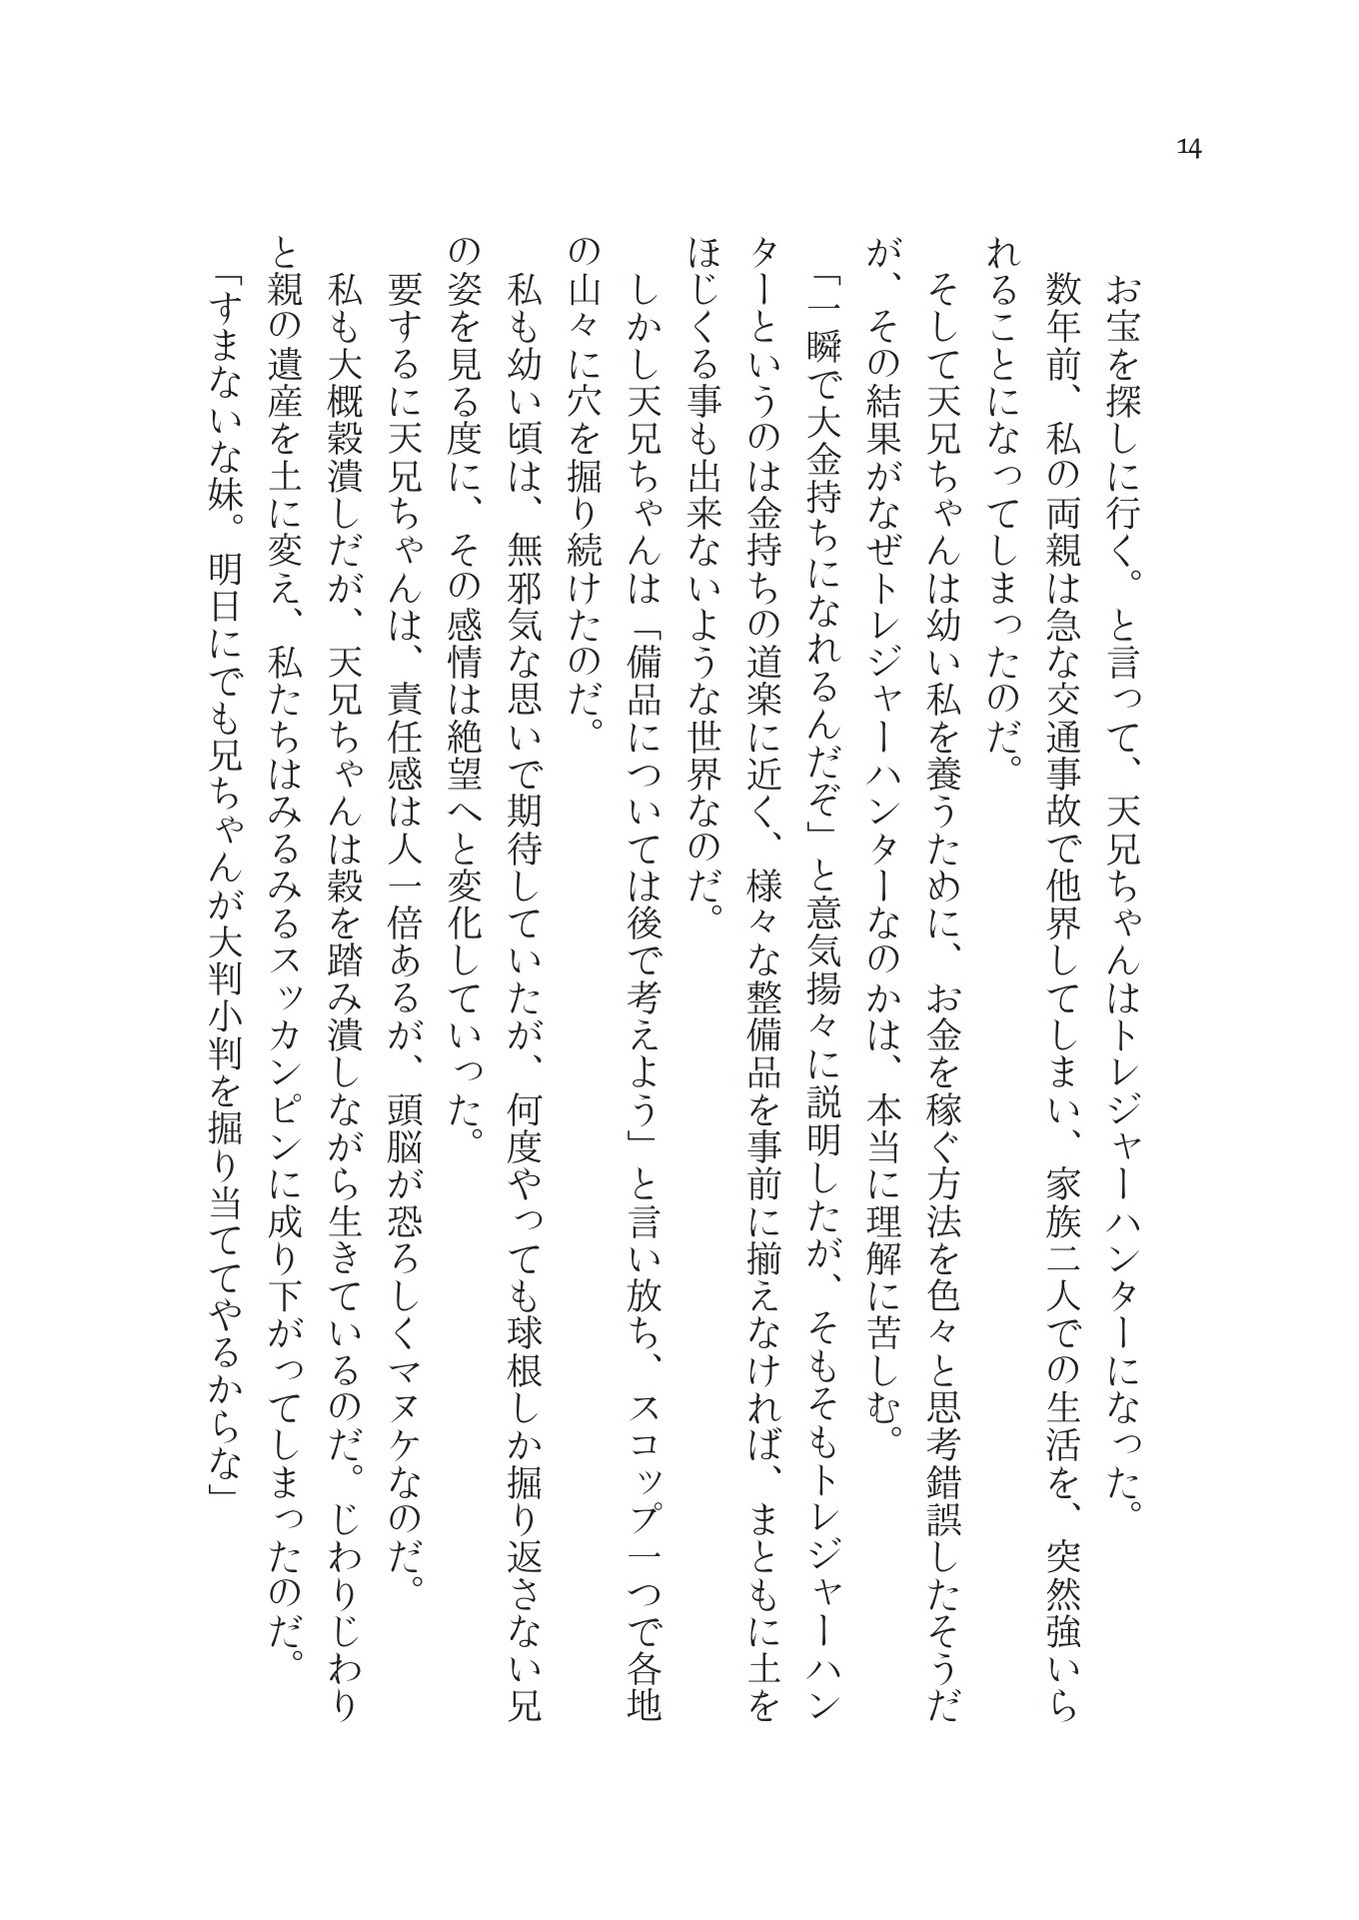 14
お宝を探しに行く。と言って、天兄ちゃんはトレジャーハンターになった。
数年前、私の両親は急な交通事故で他界してしまい、家族二人での生活を、突然強いら
れることになってしまったのだ。
そして天兄ちゃんは幼い私を養うために、お金を稼ぐ方法を色々と思考錯誤したそうだ
が、その結果がなぜトレジャーハンターなのかは、本当に理解に苦しむ。
「一瞬で大金持ちになれるんだぞ」と意気揚々に説明したが、そもそもトレジャーハン
ターというのは金持ちの道楽に近く、様々な整備品を事前に揃えなければ、まともに土を
ほじくる事も出来ないような世界なのだ。
しかし天兄ちゃんは「備品については後で考えよう」と言い放ち、スコップ一つで各地
の山々に穴を掘り続けたのだ。
私も幼い頃は、無邪気な思いで期待していたが、何度やっても球根しか掘り返さない兄
の姿を見る度に、その感情は絶望へと変化していった。
要するに天兄ちゃんは、責任感は人一倍あるが、頭脳が恐ろしくマヌケなのだ。
私も大概穀潰しだが、天兄ちゃんは穀を踏み潰しながら生きているのだ。じわりじわり
と親の遺産を土に変え、私たちはみるみるスッカンピンに成り下がってしまったのだ。
「すまないな妹。明日にでも兄ちゃんが大判小判を掘り当ててやるからな」